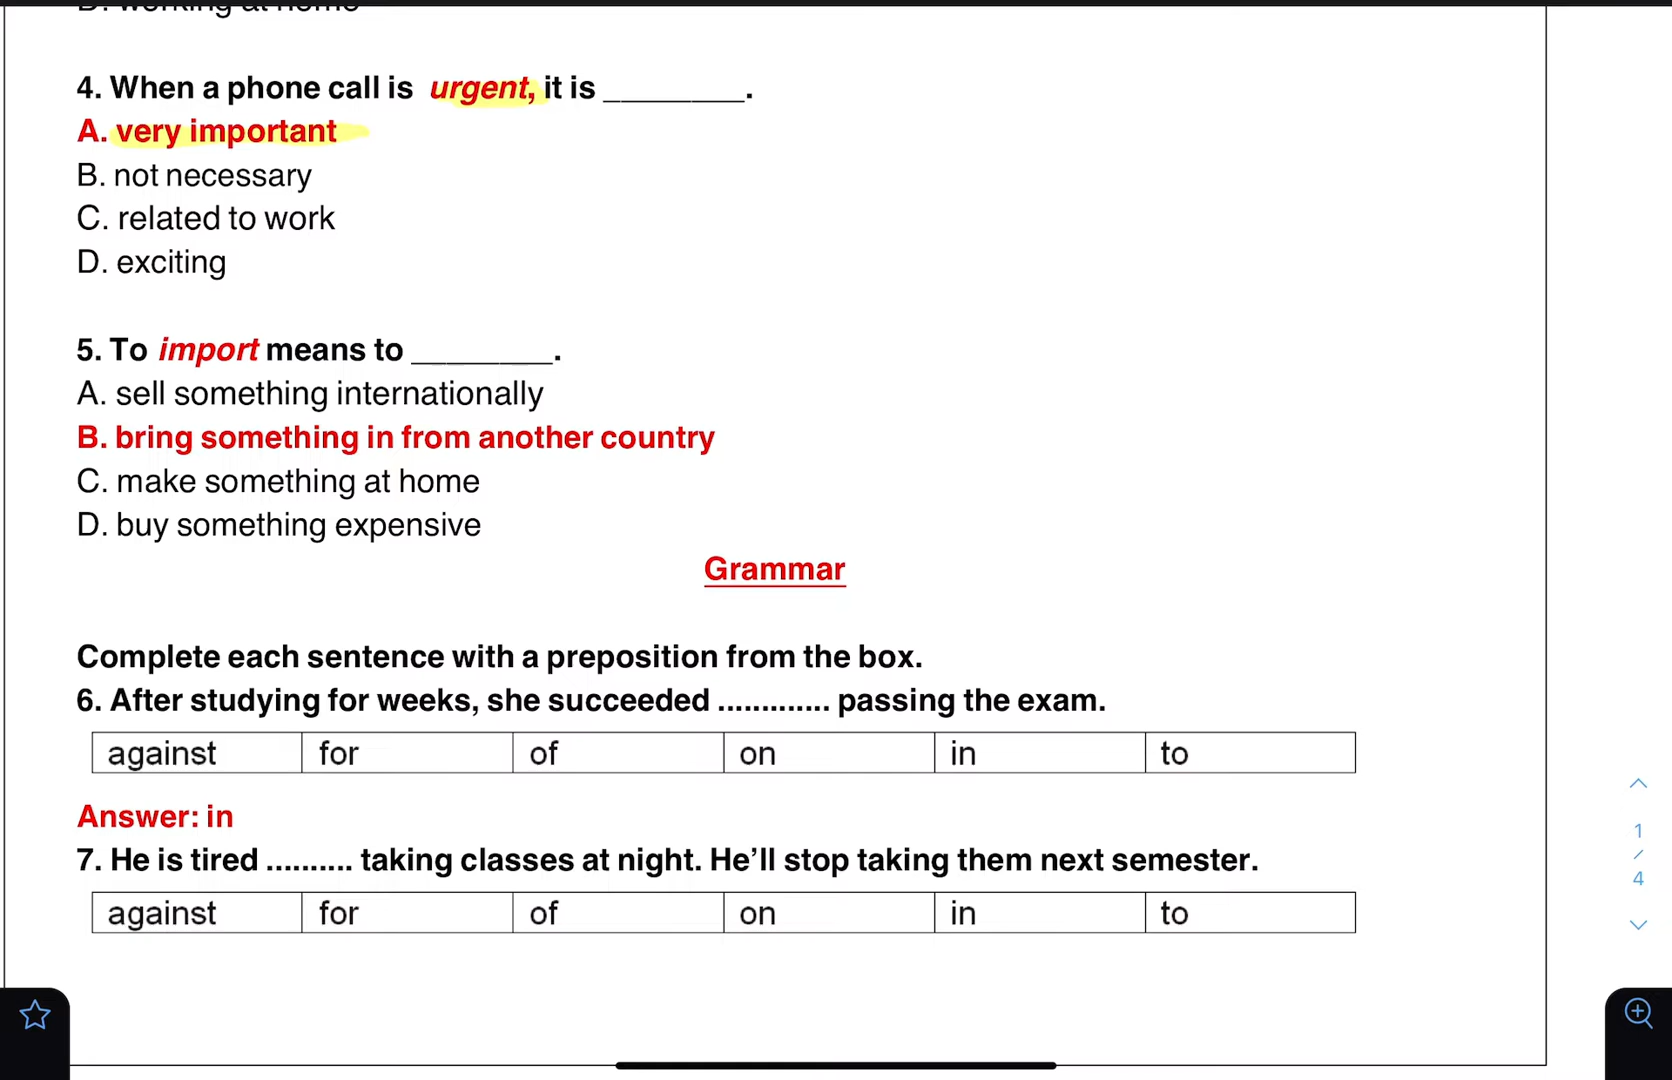 D. working at home
4. When a phone call is urgent, it is ________.
A. very important
B. not necessary
C. related to work
D. exciting
5. To import means to ________.
A. sell something internationally
B. bring something in from another country
C. make something at home
D. buy something expensive
Grammar
Complete each sentence with a preposition from the box.
6. After studying for weeks, she succeeded ............. passing the exam.
against for of on in to
Answer: in
7. He is tired .......... taking classes at night. He’ll stop taking them next semester.
against for of on in to
1
/
4